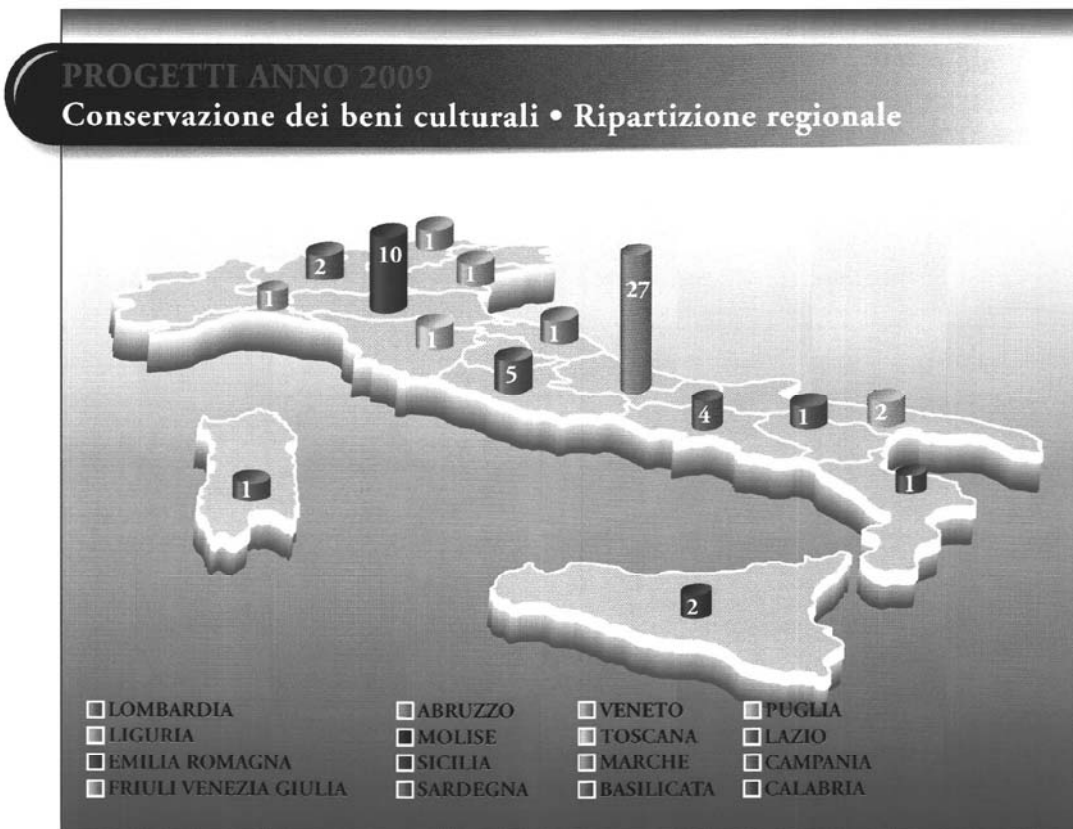 PROGETTI ANNO 2009
Conservazione dei beni culturali • Ripartizione regionale
1
10
2
1
27
1
1
1
5
4
1
2
1
1
2
LOMBARDIA
LIGURIA
EMILIA ROMAGNA
FRIULI VENEZIA GIULIA
ABRUZZO
MOLISE
SICILIA
SARDEGNA
VENETO
TOSCANA
MARCHE
BASILICATA
PUGLIA
LAZIO
CAMPANIA
CALABRIA